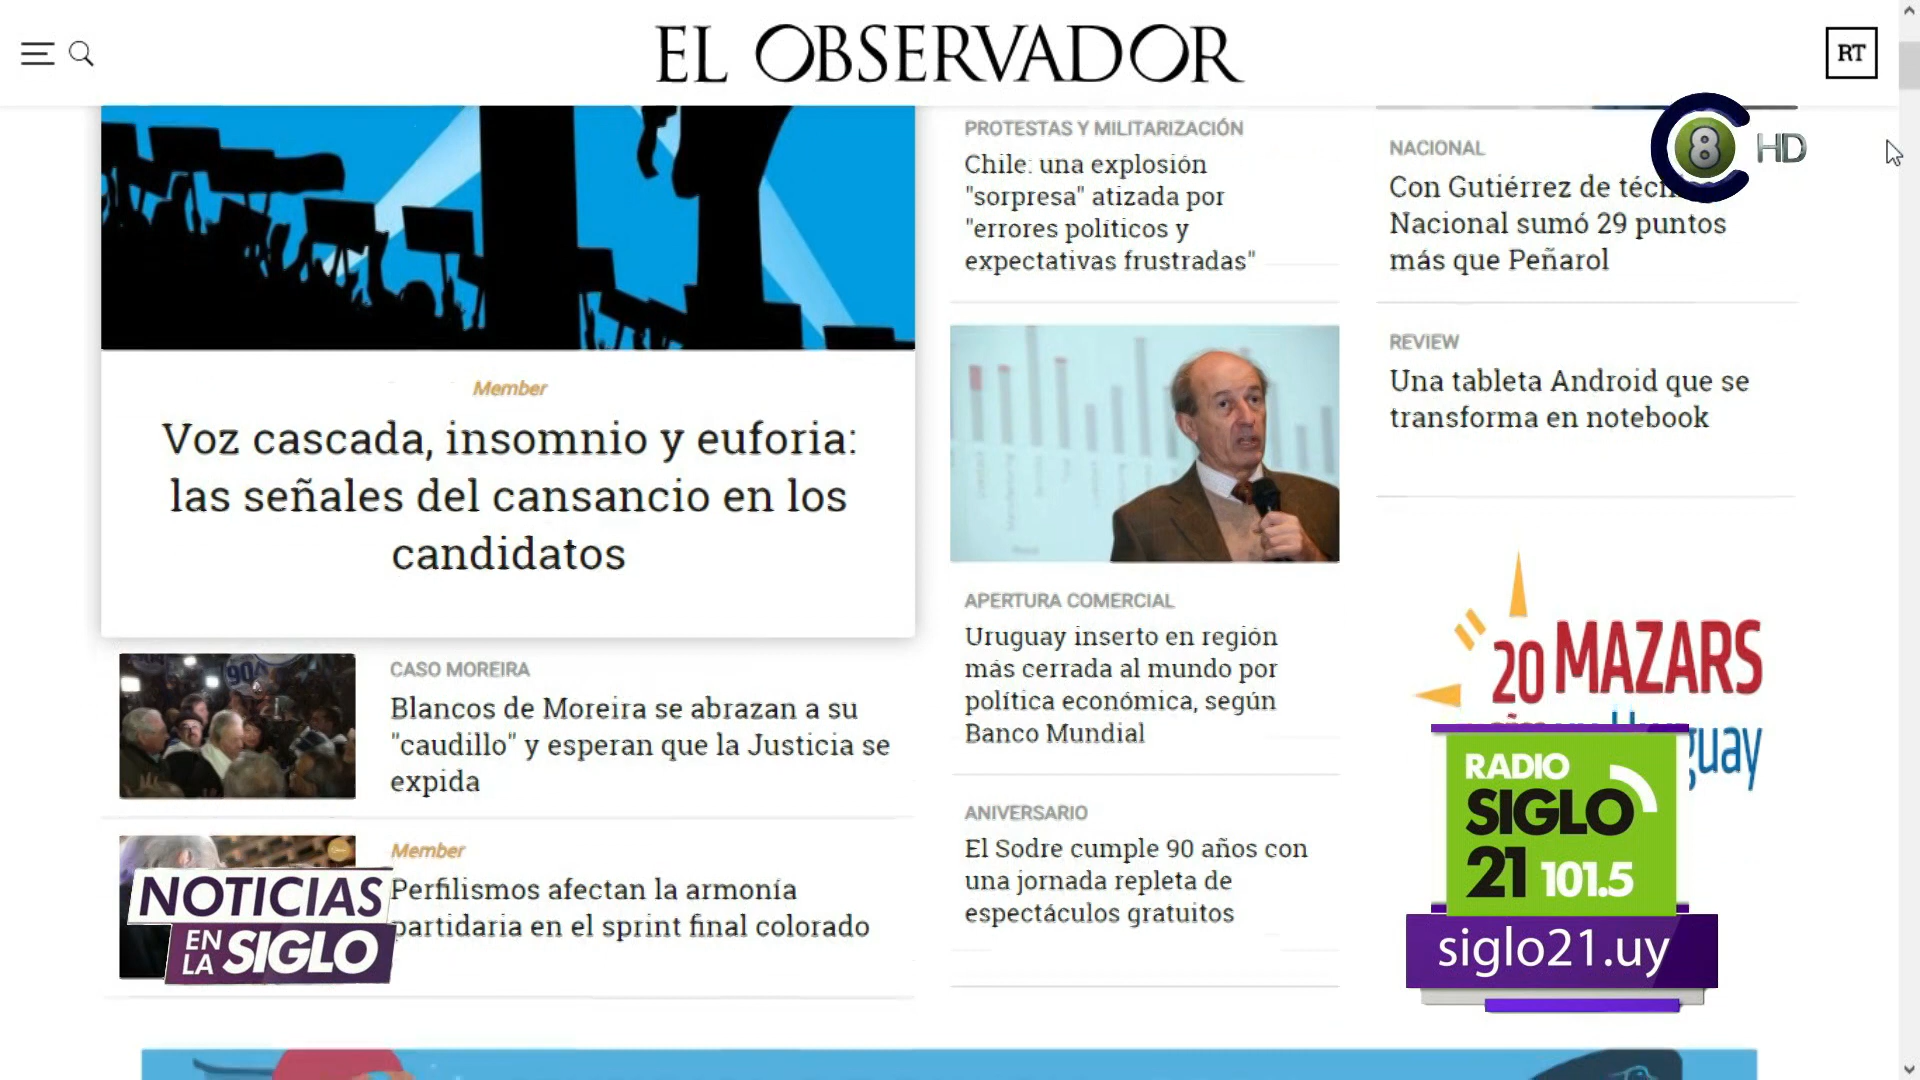 EL OBSERVADOR
RT
8 HD
Member
Voz cascada, insomnio y euforia:
las señales del cansancio en los
candidatos
CASO MOREIRA
Blancos de Moreira se abrazan a su
"caudillo" y esperan que la Justicia se
expida
Member
Perfilismos afectan la armonía
partidaria en el sprint final colorado
NOTICIAS
EN LA SIGLO
PROTESTAS Y MILITARIZACIÓN
Chile: una explosión
"sorpresa" atizada por
"errores políticos y
expectativas frustradas"
APERTURA COMERCIAL
Uruguay inserto en región
más cerrada al mundo por
política económica, según
Banco Mundial
ANIVERSARIO
El Sodre cumple 90 años con
una jornada repleta de
espectáculos gratuitos
NACIONAL
Con Gutiérrez de
Nacional sumó 29 puntos
más que Peñarol
REVIEW
Una tableta Android que se
transforma en notebook
20 MAZARS
RADIO
SIGLO
21 101.5
siglo21.uy